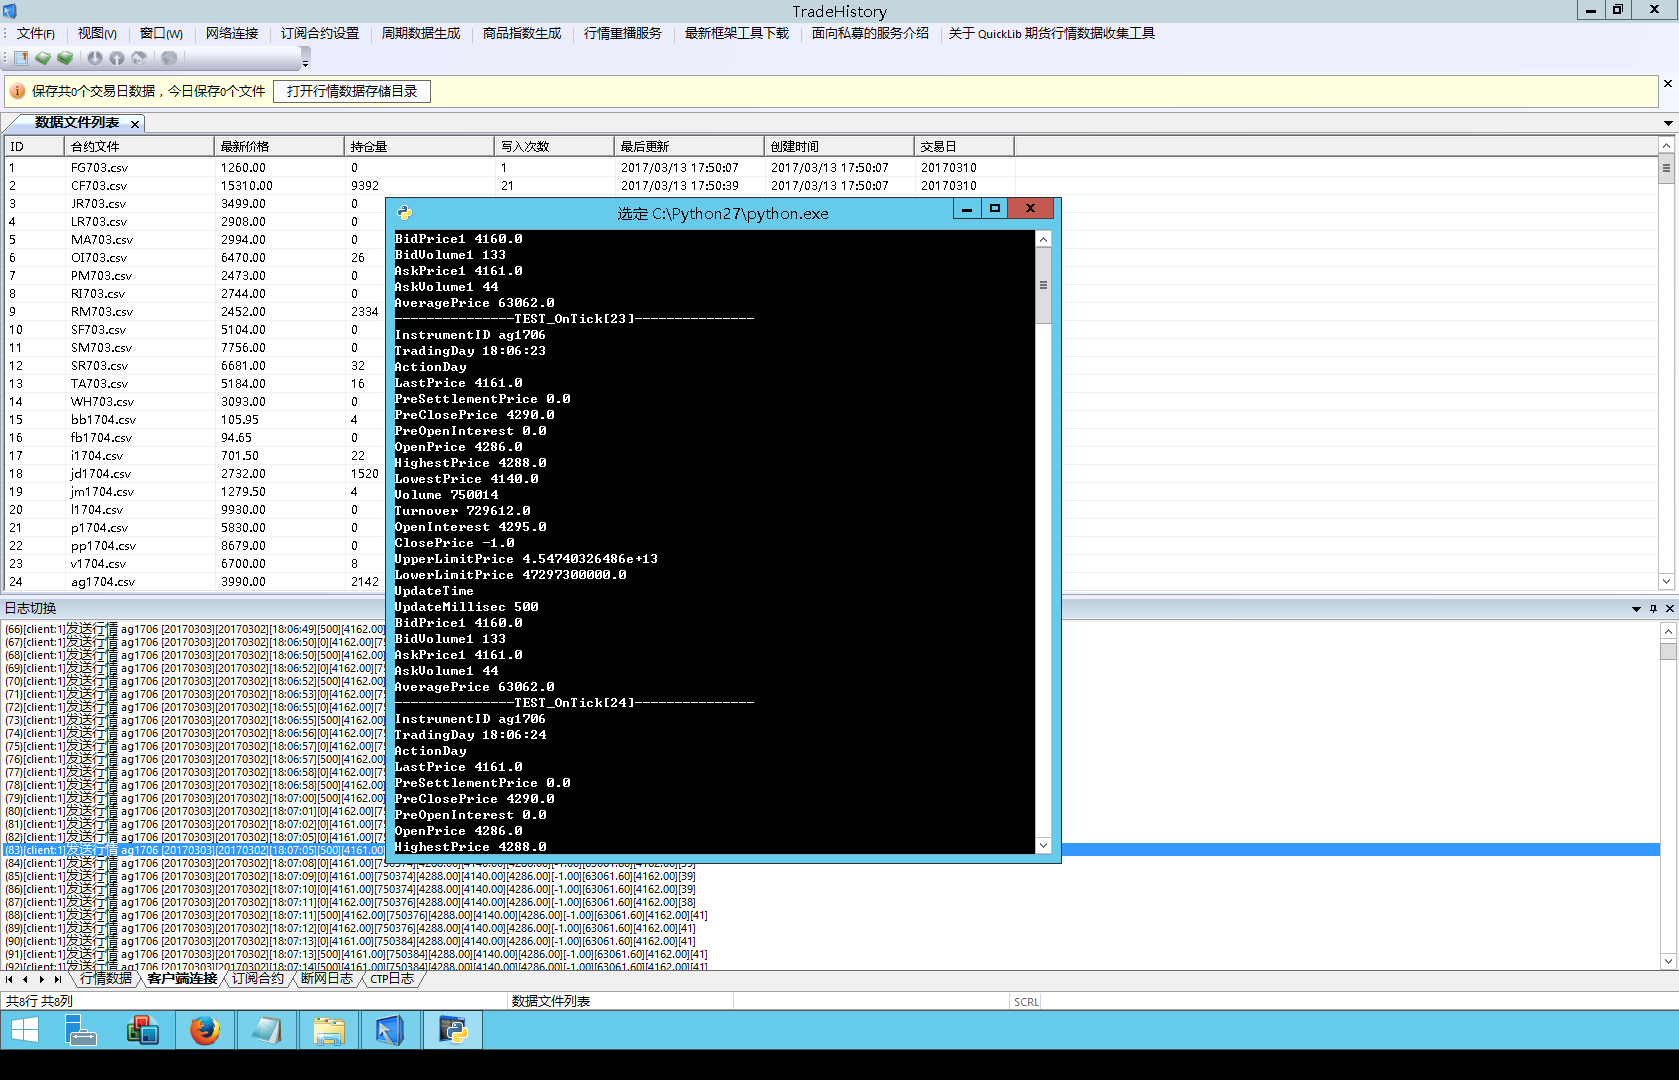 TradeHistory
文件(F) 视图(V) 窗口(W) 网络连接 订阅合约设置 周期数据生成 商品指数生成 行情重播服务 最新框架工具下载 面向私募的服务介绍 关于 QuickLib 期货行情数据收集工具
保存共0个交易日数据，今日保存0个文件 打开行情数据存储目录
数据文件列表
ID 合约文件 最新价格 持仓量 写入次数 最后更新 创建时间 交易日
1 FG703.csv 1260.00 0 1 2017/03/13 17:50:07 2017/03/13 17:50:07 20170310
2 CF703.csv 15310.00 9392 21 2017/03/13 17:50:39 2017/03/13 17:50:07 20170310
3 JR703.csv 3499.00 0
4 LR703.csv 2908.00 0
5 MA703.csv 2994.00 0
6 OI703.csv 6470.00 26
7 PM703.csv 2473.00 0
8 RI703.csv 2744.00 0
9 RM703.csv 2452.00 2334
10 SF703.csv 5104.00 0
11 SM703.csv 7756.00 0
12 SR703.csv 6681.00 32
13 TA703.csv 5184.00 16
14 WH703.csv 3093.00 0
15 bb1704.csv 105.95 4
16 fb1704.csv 94.65 0
17 i1704.csv 701.50 22
18 jd1704.csv 2732.00 1520
19 jm1704.csv 1279.50 4
20 l1704.csv 9930.00 0
21 p1704.csv 5830.00 0
22 pp1704.csv 8679.00 0
23 v1704.csv 6700.00 8
24 ag1704.csv 3990.00 2142
选定 C:\Python27\python.exe
BidPrice1 4160.0
BidVolume1 133
AskPrice1 4161.0
AskVolume1 44
AveragePrice 63062.0
---------------TEST_OnTick[23]---------------
InstrumentID ag1706
TradingDay 18:06:23
ActionDay
LastPrice 4161.0
PreSettlementPrice 0.0
PreClosePrice 4290.0
PreOpenInterest 0.0
OpenPrice 4286.0
HighestPrice 4288.0
LowestPrice 4140.0
Volume 750014
Turnover 729612.0
OpenInterest 4295.0
ClosePrice -1.0
UpperLimitPrice 4.54740326486e+13
LowerLimitPrice 47297300000.0
UpdateTime
UpdateMillisec 500
BidPrice1 4160.0
BidVolume1 133
AskPrice1 4161.0
AskVolume1 44
AveragePrice 63062.0
---------------TEST_OnTick[24]---------------
InstrumentID ag1706
TradingDay 18:06:24
ActionDay
LastPrice 4161.0
PreSettlementPrice 0.0
PreClosePrice 4290.0
PreOpenInterest 0.0
OpenPrice 4286.0
HighestPrice 4288.0
日志切换
(66)[client:1]发送行情 ag1706 [20170303][20170302][18:06:49][500][4162.00]
(67)[client:1]发送行情 ag1706 [20170303][20170302][18:06:50][0][4162.00][75
(68)[client:1]发送行情 ag1706 [20170303][20170302][18:06:50][500][4162.00]
(69)[client:1]发送行情 ag1706 [20170303][20170302][18:06:52][0][4162.00][75
(70)[client:1]发送行情 ag1706 [20170303][20170302][18:06:52][500][4162.00]
(71)[client:1]发送行情 ag1706 [20170303][20170302][18:06:53][0][4162.00][75
(72)[client:1]发送行情 ag1706 [20170303][20170302][18:06:55][0][4162.00][75
(73)[client:1]发送行情 ag1706 [20170303][20170302][18:06:55][500][4162.00]
(74)[client:1]发送行情 ag1706 [20170303][20170302][18:06:56][0][4162.00][75
(75)[client:1]发送行情 ag1706 [20170303][20170302][18:06:57][0][4162.00][75
(76)[client:1]发送行情 ag1706 [20170303][20170302][18:06:57][500][4162.00]
(77)[client:1]发送行情 ag1706 [20170303][20170302][18:06:58][0][4162.00][75
(78)[client:1]发送行情 ag1706 [20170303][20170302][18:06:58][500][4162.00]
(79)[client:1]发送行情 ag1706 [20170303][20170302][18:07:00][500][4162.00]
(80)[client:1]发送行情 ag1706 [20170303][20170302][18:07:01][0][4162.00][75
(81)[client:1]发送行情 ag1706 [20170303][20170302][18:07:02][0][4161.00][75
(82)[client:1]发送行情 ag1706 [20170303][20170302][18:07:05][0][4161.00][75
(83)[client:1]发送行情 ag1706 [20170303][20170302][18:07:05][500][4161.00]
(84)[client:1]发送行情 ag1706 [20170303][20170302][18:07:08][0][4161.00][750374][4288.00][4140.00][4286.00][-1.00][63061.60][4162.00][39]
(85)[client:1]发送行情 ag1706 [20170303][20170302][18:07:09][0][4161.00][750374][4288.00][4140.00][4286.00][-1.00][63061.60][4162.00][39]
(86)[client:1]发送行情 ag1706 [20170303][20170302][18:07:10][0][4161.00][750374][4288.00][4140.00][4286.00][-1.00][63061.60][4162.00][39]
(87)[client:1]发送行情 ag1706 [20170303][20170302][18:07:11][0][4162.00][750376][4288.00][4140.00][4286.00][-1.00][63061.60][4162.00][38]
(88)[client:1]发送行情 ag1706 [20170303][20170302][18:07:11][500][4162.00][750376][4288.00][4140.00][4286.00][-1.00][63061.60][4162.00][41]
(89)[client:1]发送行情 ag1706 [20170303][20170302][18:07:12][0][4162.00][750376][4288.00][4140.00][4286.00][-1.00][63061.60][4162.00][41]
(90)[client:1]发送行情 ag1706 [20170303][20170302][18:07:13][0][4161.00][750384][4288.00][4140.00][4286.00][-1.00][63061.60][4162.00][41]
(91)[client:1]发送行情 ag1706 [20170303][20170302][18:07:13][500][4161.00][750384][4288.00][4140.00][4286.00][-1.00][63061.60][4162.00][41]
(92)[client:1]发送行情 ag1706 [20170303][20170302][18:07:14][500][4161.00][750384][4288.00][4140.00][4286.00][-1.00][63061.60][4162.00][41]
行情数据 客户端连接 订阅合约 断网日志 CTP日志
共8行 共8列 数据文件列表 SCRL